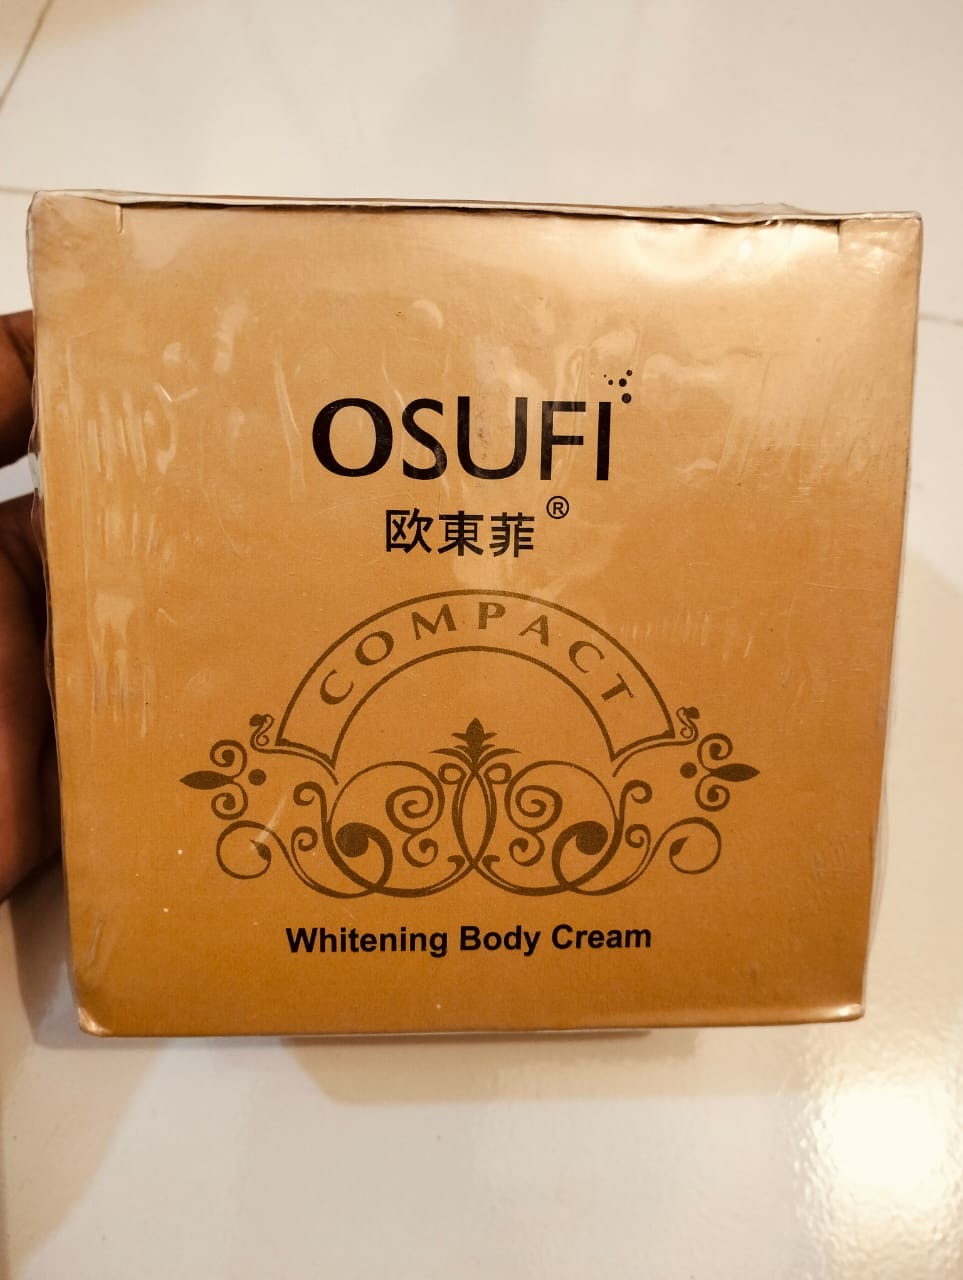 OSUFI
欧東菲®
COMPACT
Whitening Body Cream